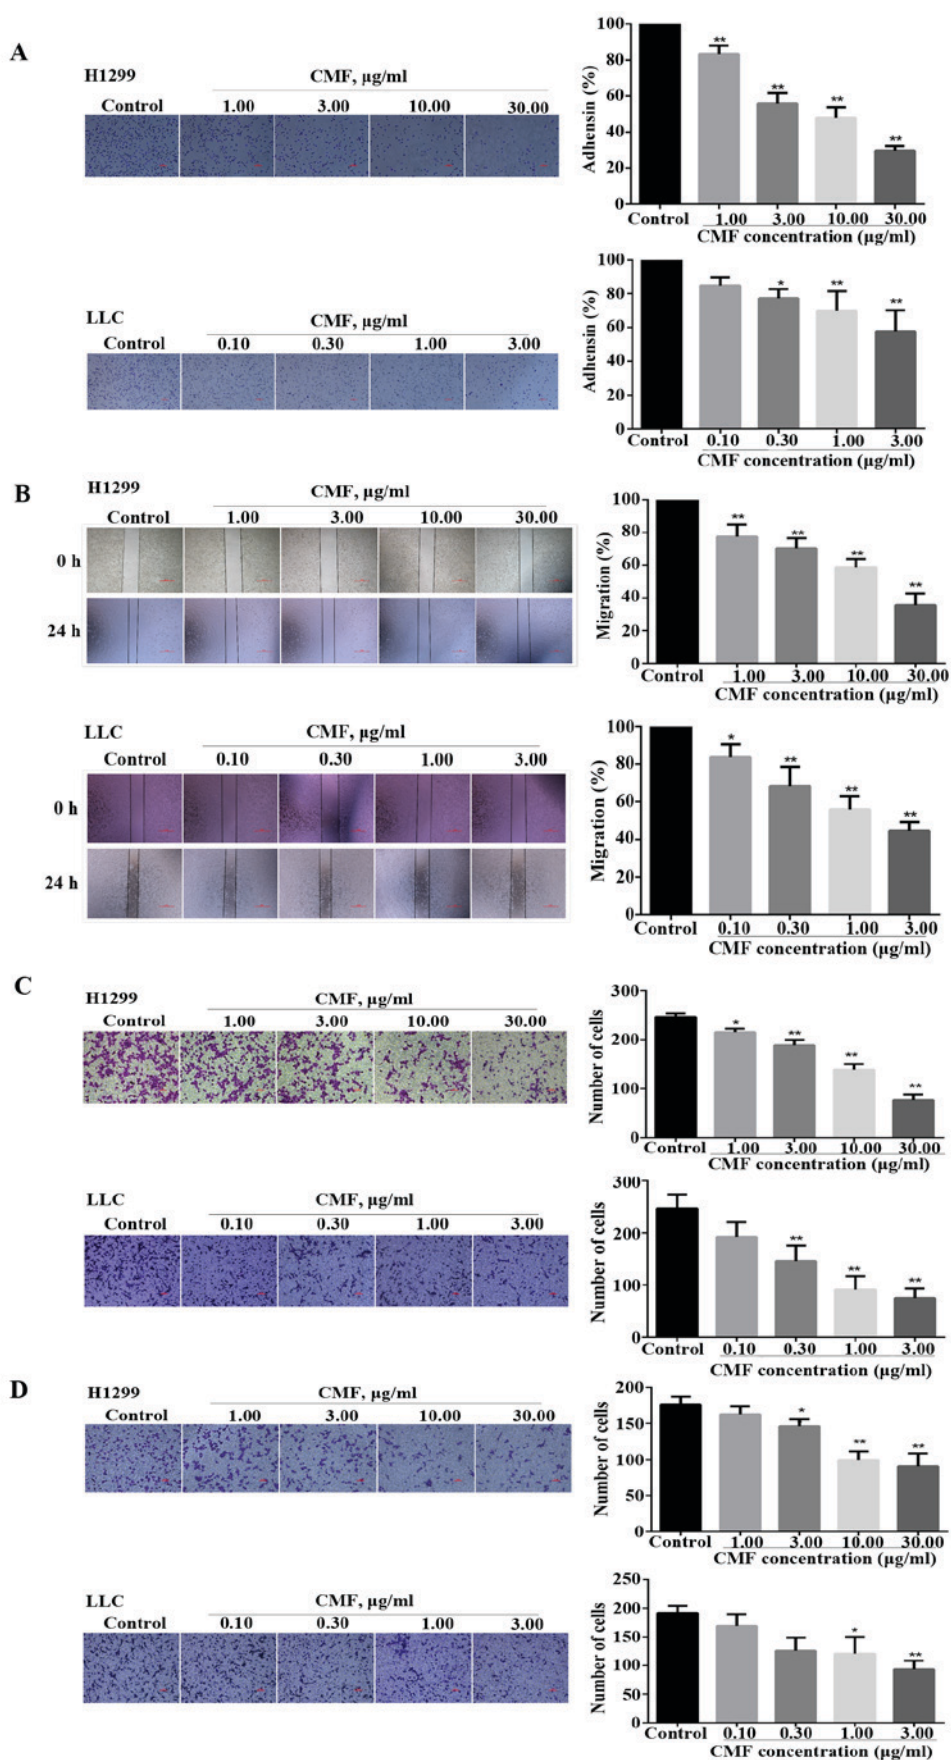 A
H1299
CMF, µg/ml
Control 1.00 3.00 10.00 30.00
Adhensin (%)
100
80
60
40
20
0
** ** ** **
Control 1.00 3.00 10.00 30.00
CMF concentration (µg/ml)
LLC
CMF, µg/ml
Control 0.10 0.30 1.00 3.00
Adhensin (%)
100
80
60
40
20
0
* ** **
Control 0.10 0.30 1.00 3.00
CMF concentration (µg/ml)
B
H1299
CMF, µg/ml
Control 1.00 3.00 10.00 30.00
0 h
24 h
Migration (%)
100
80
60
40
20
0
** ** ** **
Control 1.00 3.00 10.00 30.00
CMF concentration (µg/ml)
LLC
CMF, µg/ml
Control 0.10 0.30 1.00 3.00
0 h
24 h
Migration (%)
100
80
60
40
20
0
* ** ** **
Control 0.10 0.30 1.00 3.00
CMF concentration (µg/ml)
C
H1299
CMF, µg/ml
Control 1.00 3.00 10.00 30.00
Number of cells
300
200
100
0
* ** ** **
Control 1.00 3.00 10.00 30.00
CMF concentration (µg/ml)
LLC
CMF, µg/ml
Control 0.10 0.30 1.00 3.00
Number of cells
300
200
100
0
** ** **
Control 0.10 0.30 1.00 3.00
CMF concentration (µg/ml)
D
H1299
CMF, µg/ml
Control 1.00 3.00 10.00 30.00
Number of cells
200
150
100
50
0
* ** **
Control 1.00 3.00 10.00 30.00
CMF concentration (µg/ml)
LLC
CMF, µg/ml
Control 0.10 0.30 1.00 3.00
Number of cells
250
200
150
100
50
0
* **
Control 0.10 0.30 1.00 3.00
CMF concentration (µg/ml)